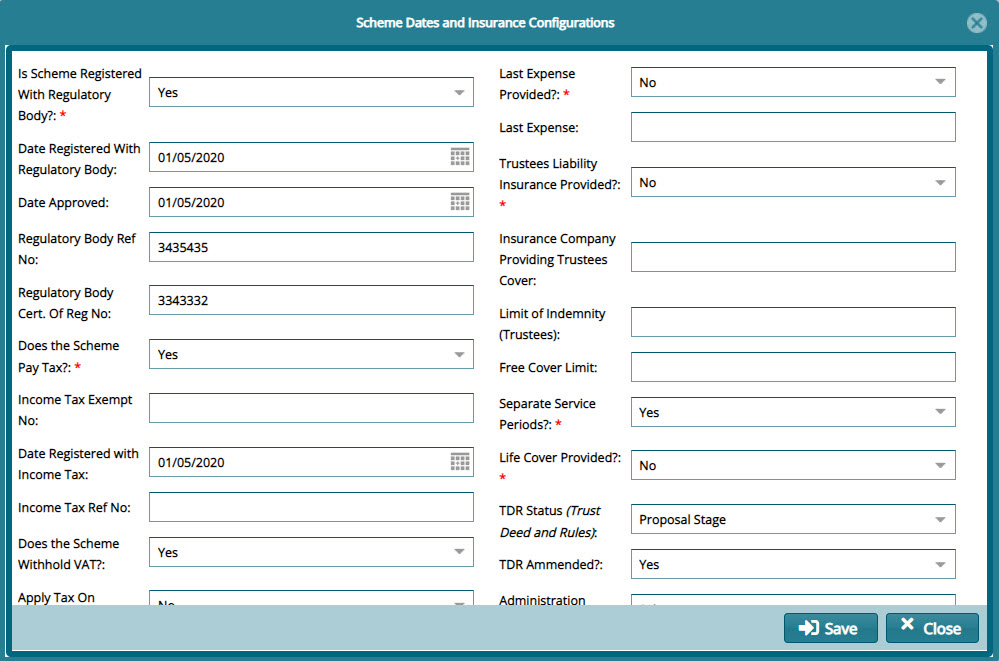 Scheme Dates and Insurance Configurations
Is Scheme Registered
With Regulatory
Body?: *
Yes
Date Registered With
Regulatory Body:
01/05/2020
Date Approved:
01/05/2020
Regulatory Body Ref
No:
3435435
Regulatory Body
Cert. Of Reg No:
3343332
Does the Scheme
Pay Tax?: *
Yes
Income Tax Exempt
No:
Date Registered with
Income Tax:
01/05/2020
Income Tax Ref No:
Does the Scheme
Withhold VAT?:
Yes
Apply Tax On
No
Last Expense
Provided?: *
No
Last Expense:
Trustees Liability
Insurance Provided?:
*
No
Insurance Company
Providing Trustees
Cover:
Limit of Indemnity
(Trustees):
Free Cover Limit:
Separate Service
Periods?: *
Yes
Life Cover Provided?:
*
No
TDR Status (Trust
Deed and Rules):
Proposal Stage
TDR Ammended?:
Yes
Administration
Save
Close